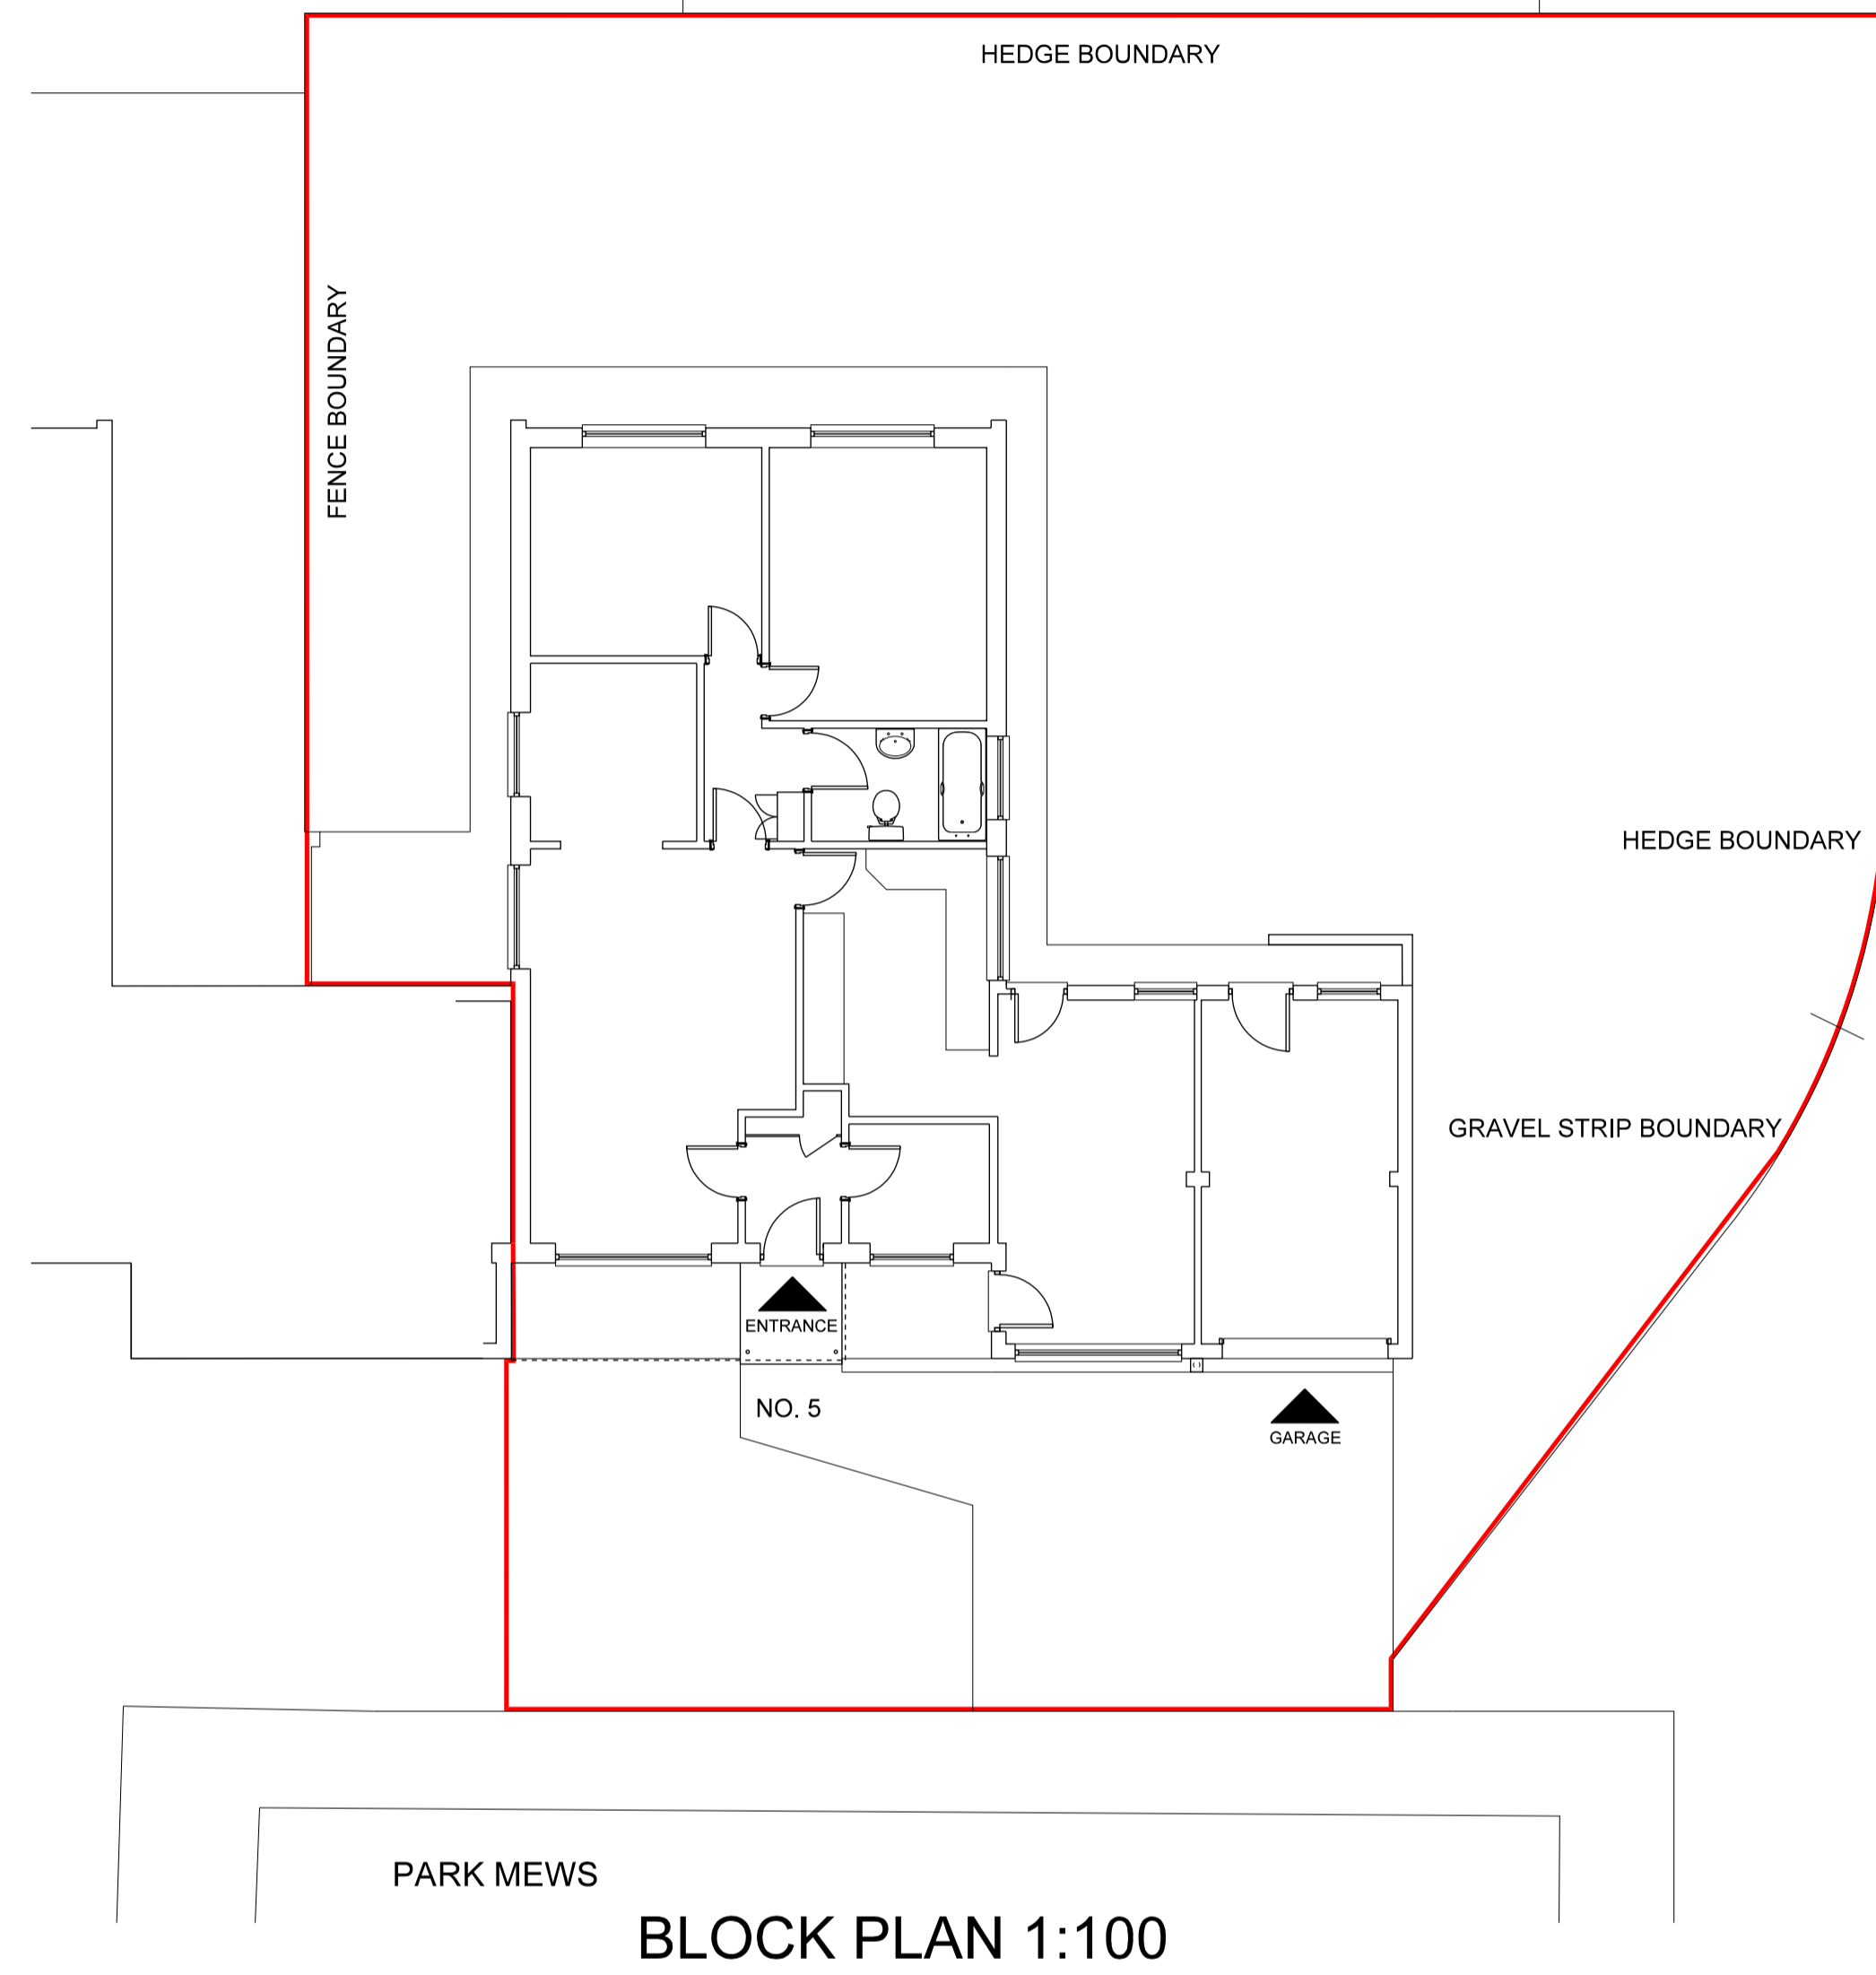 HEDGE BOUNDARY
FENCE BOUNDARY
HEDGE BOUNDARY
GRAVEL STRIP BOUNDARY
ENTRANCE
NO. 5
GARAGE
PARK MEWS
BLOCK PLAN 1:100